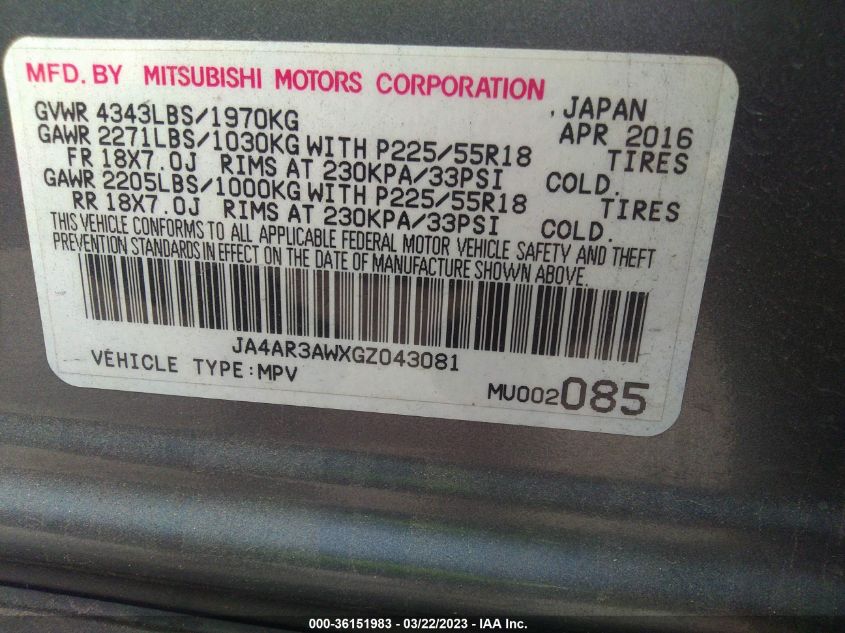 MFD. BY MITSUBISHI MOTORS CORPORATION
, JAPAN
GVWR 4343LBS/1970KG APR 2016
GAWR 2271LBS/1030KG WITH P225/55R18 TIRES
FR 18X7.0J RIMS AT 230KPA/33PSI COLD.
GAWR 2205LBS/1000KG WITH P225/55R18 TIRES
RR 18X7.0J RIMS AT 230KPA/33PSI COLD.
THIS VEHICLE CONFORMS TO ALL APPLICABLE FEDERAL MOTOR VEHICLE SAFETY AND THEFT
PREVENTION STANDARDS IN EFFECT ON THE DATE OF MANUFACTURE SHOWN ABOVE.
JA4AR3AWXGZ043081
VEHICLE TYPE:MPV
MU002085
000-36151983 - 03/22/2023 - IAA Inc.